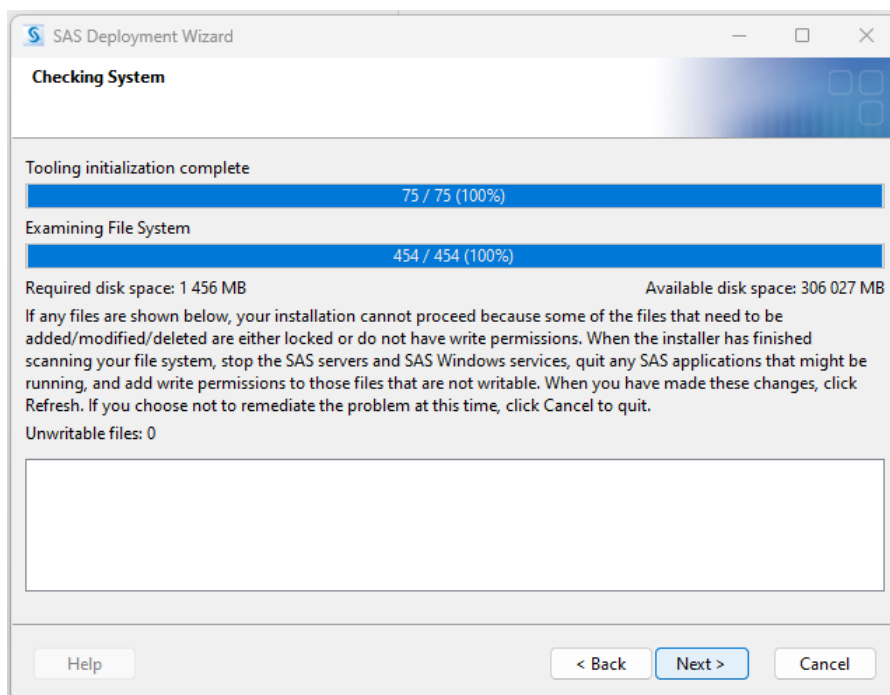 SAS Deployment Wizard
Checking System
Tooling initialization complete
75 / 75 (100%)
Examining File System
454 / 454 (100%)
Required disk space: 1 456 MB Available disk space: 306 027 MB
If any files are shown below, your installation cannot proceed because some of the files that need to be
added/modified/deleted are either locked or do not have write permissions. When the installer has finished
scanning your file system, stop the SAS servers and SAS Windows services, quit any SAS applications that might be
running, and add write permissions to those files that are not writable. When you have made these changes, click
Refresh. If you choose not to remediate the problem at this time, click Cancel to quit.
Unwritable files: 0
Help < Back Next > Cancel